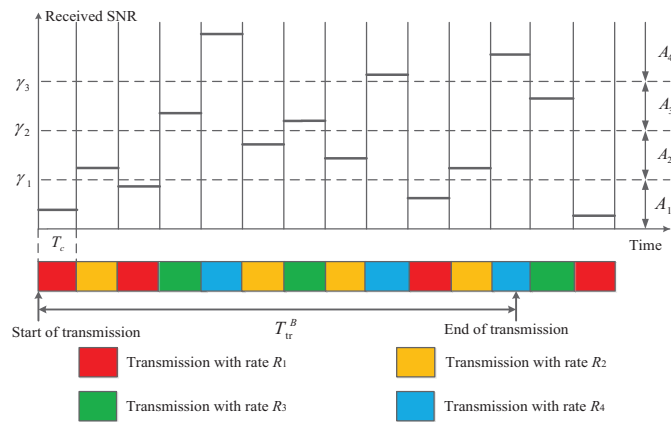 Received SNR
γ3
γ2
γ1
A4
A3
A2
A1
Tc
Time
Start of transmission
Ttr B
End of transmission
Transmission with rate R1
Transmission with rate R2
Transmission with rate R3
Transmission with rate R4